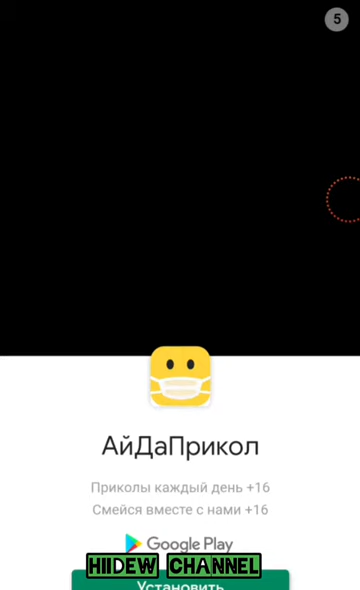 5
АйДаПрикол
Приколы каждый день +16
Смейся вместе с нами +16
Google Play
HIIDEW CHANNEL
Установить